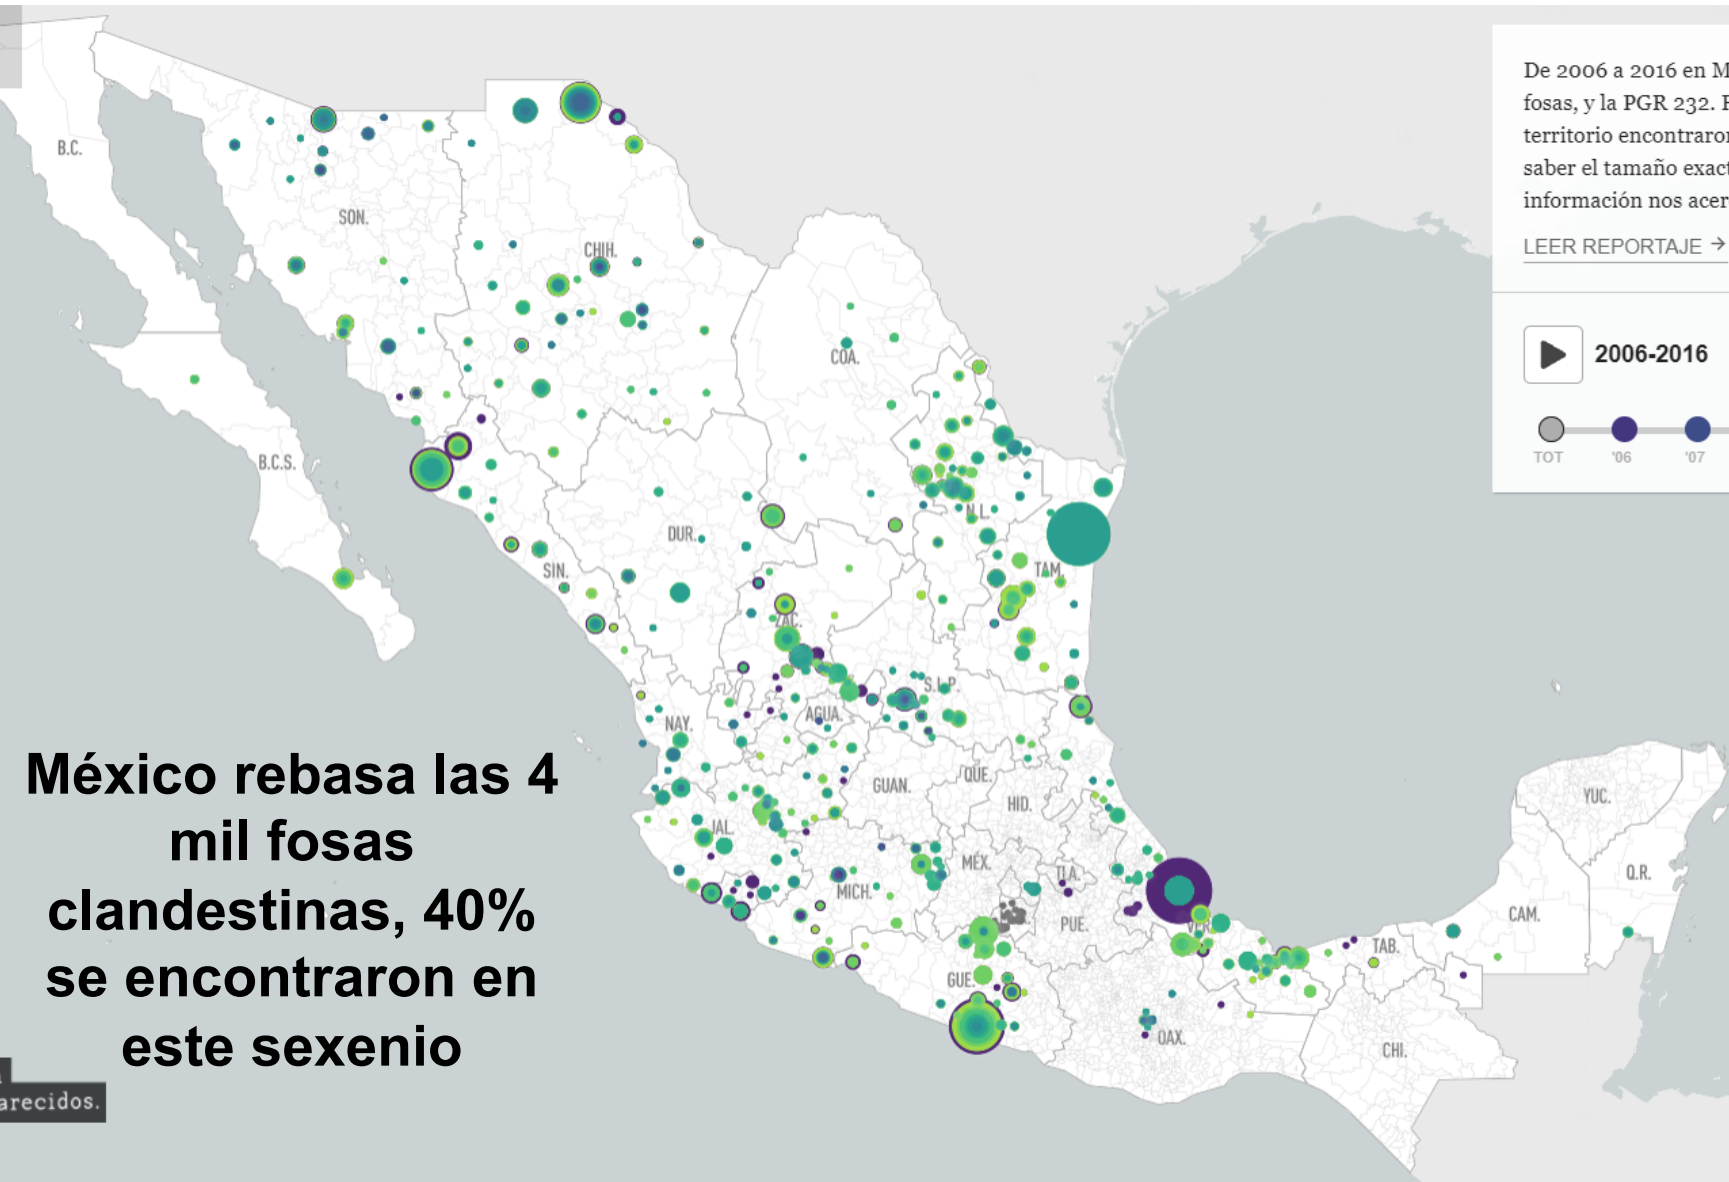 De 2006 a 2016 en M
fosas, y la PGR 232. E
territorio encontraron
saber el tamaño exact
información nos acer
LEER REPORTAJE →
2006-2016
TOT '06 '07
B.C.
SON.
CHIH.
COA.
B.C.S.
N.L.
DUR.
SIN.
TAM.
ZAC.
S.L.P.
AGUA.
NAY.
GUAN.
QUE.
HID.
JAL.
MÉX.
TLA.
MICH.
PUE.
VER.
GUE.
OAX.
TAB.
CHI.
CAM.
YUC.
Q.R.
México rebasa las 4
mil fosas
clandestinas, 40%
se encontraron en
este sexenio
arecidos.